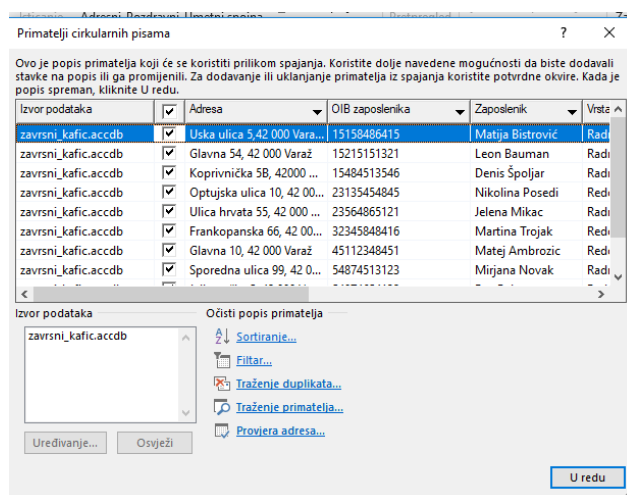 Primatelji cirkularnih pisama ? ×
Ovo je popis primatelja koji će se koristiti prilikom spajanja. Koristite dolje navedene mogućnosti da biste dodavali
stavke na popis ili ga promijenili. Za dodavanje ili uklanjanje primatelja iz spajanja koristite potvrdne okvire. Kada je
popis spreman, kliknite U redu.
Izvor podataka Adresa OIB zaposlenika Zaposlenik Vrsta
zavrsni_kafic.accdb Uska ulica 5,42 000 Vara... 15158486415 Matija Bistrović Radi
zavrsni_kafic.accdb Glavna 54, 42 000 Varaž 15215151321 Leon Bauman Radi
zavrsni_kafic.accdb Koprivnička 5B, 42000 ... 15484513546 Denis Špoljar Radi
zavrsni_kafic.accdb Optujska ulica 10, 42 00... 23135454845 Nikolina Posedi Red
zavrsni_kafic.accdb Ulica hrvata 55, 42 000 ... 23564865121 Jelena Mikac Radi
zavrsni_kafic.accdb Frankopanska 66, 42 00... 32345848416 Martina Trojak Red
zavrsni_kafic.accdb Glavna 10, 42 000 Varaž 45112348451 Matej Ambrozic Red
zavrsni_kafic.accdb Sporedna ulica 99, 42 0... 54874513123 Mirjana Novak Radi
Izvor podataka
zavrsni_kafic.accdb
Uređivanje... Osvježi
Očisti popis primatelja
Sortiranje...
Filtar...
Traženje duplikata...
Traženje primatelja...
Provjera adresa...
U redu